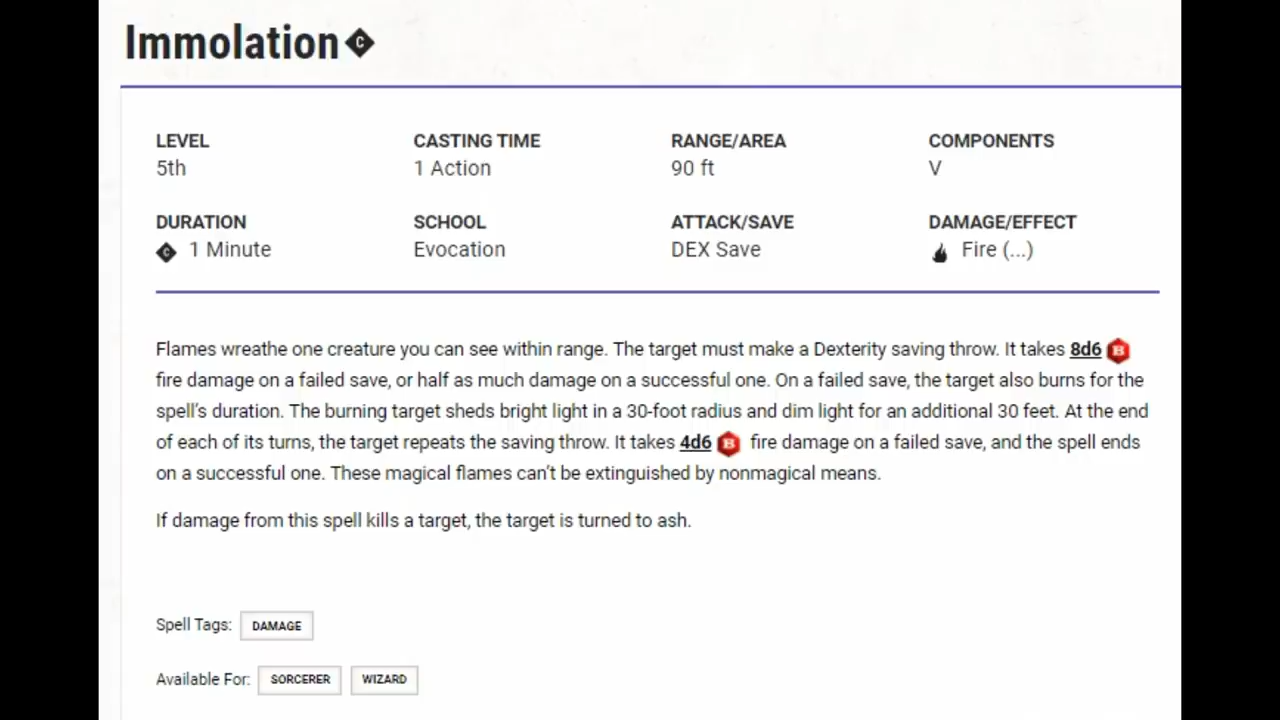 Immolation C
LEVEL CASTING TIME RANGE/AREA COMPONENTS
5th 1 Action 90 ft V
DURATION SCHOOL ATTACK/SAVE DAMAGE/EFFECT
C 1 Minute Evocation DEX Save Fire (...)
Flames wreathe one creature you can see within range. The target must make a Dexterity saving throw. It takes 8d6 B
fire damage on a failed save, or half as much damage on a successful one. On a failed save, the target also burns for the
spell's duration. The burning target sheds bright light in a 30-foot radius and dim light for an additional 30 feet. At the end
of each of its turns, the target repeats the saving throw. It takes 4d6 B fire damage on a failed save, and the spell ends
on a successful one. These magical flames can't be extinguished by nonmagical means.
If damage from this spell kills a target, the target is turned to ash.
Spell Tags: DAMAGE
Available For: SORCERER WIZARD